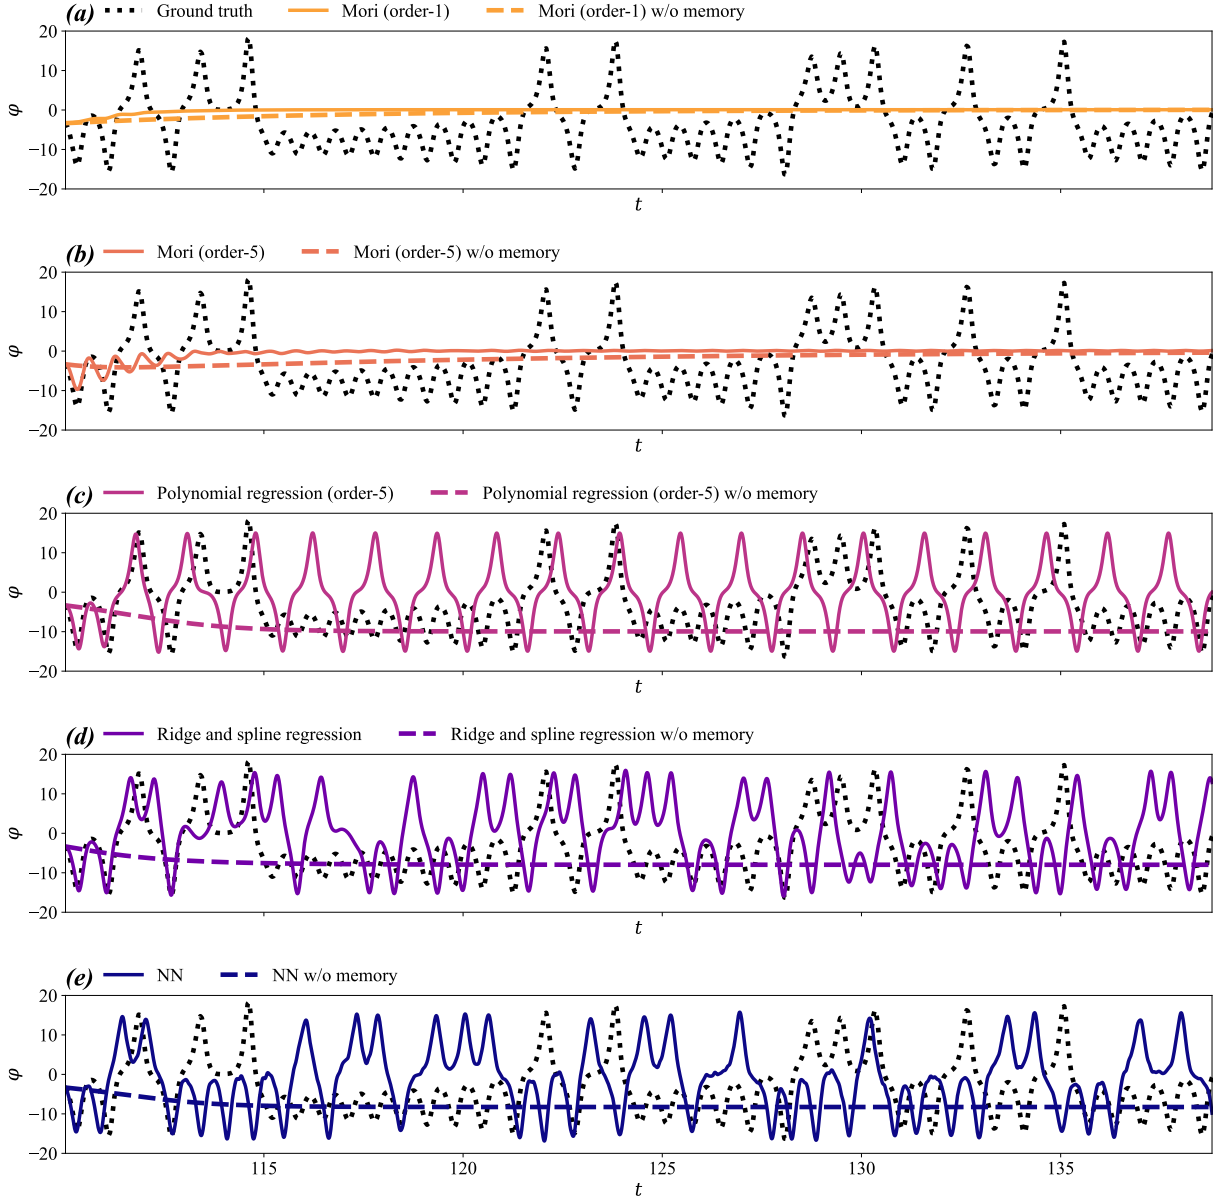 (a) Ground truth Mori (order-1) Mori (order-1) w/o memory
20
10
0
−10
−20
φ
t
(b) Mori (order-5) Mori (order-5) w/o memory
20
10
0
−10
−20
φ
t
(c) Polynomial regression (order-5) Polynomial regression (order-5) w/o memory
20
10
0
−10
−20
φ
t
(d) Ridge and spline regression Ridge and spline regression w/o memory
20
10
0
−10
−20
φ
t
(e) NN NN w/o memory
20
10
0
−10
−20
φ
115 120 125 130 135
t